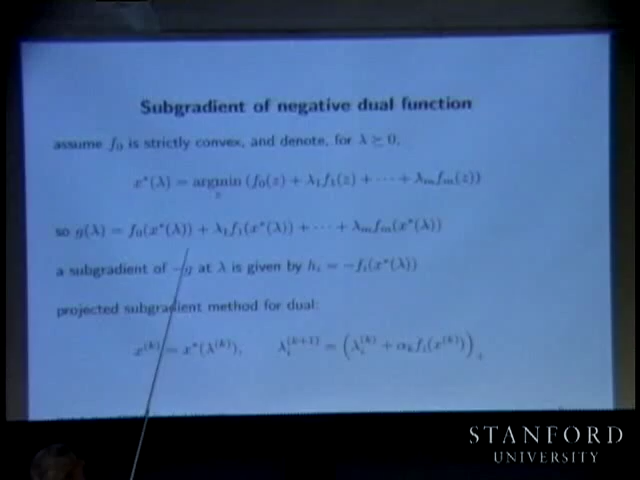 Subgradient of negative dual function
assume f₀ is strictly convex, and denote, for λ ⪰ 0,
x*(λ) = argmin (f₀(z) + λ₁f₁(z) + ··· + λₘfₘ(z))
z
so g(λ) = f₀(x*(λ)) + λ₁f₁(x*(λ)) + ··· + λₘfₘ(x*(λ))
a subgradient of −g at λ is given by hᵢ = −fᵢ(x*(λ))
projected subgradient method for dual:
x⁽ᵏ⁾ = x*(λ⁽ᵏ⁾), λᵢ⁽ᵏ⁺¹⁾ = (λᵢ⁽ᵏ⁾ + αₖfᵢ(x⁽ᵏ⁾))₊
STANFORD
UNIVERSITY